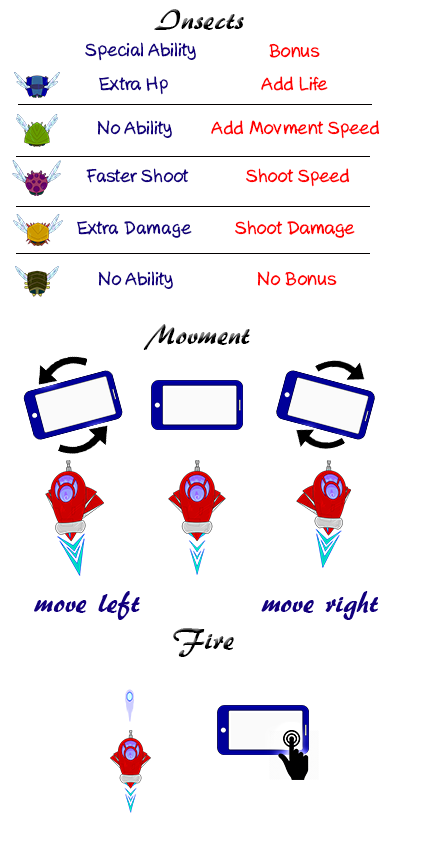 Insects
Special Ability Bonus
Extra Hp Add Life
No Ability Add Movment Speed
Faster Shoot Shoot Speed
Extra Damage Shoot Damage
No Ability No Bonus
Movment
move left move right
Fire